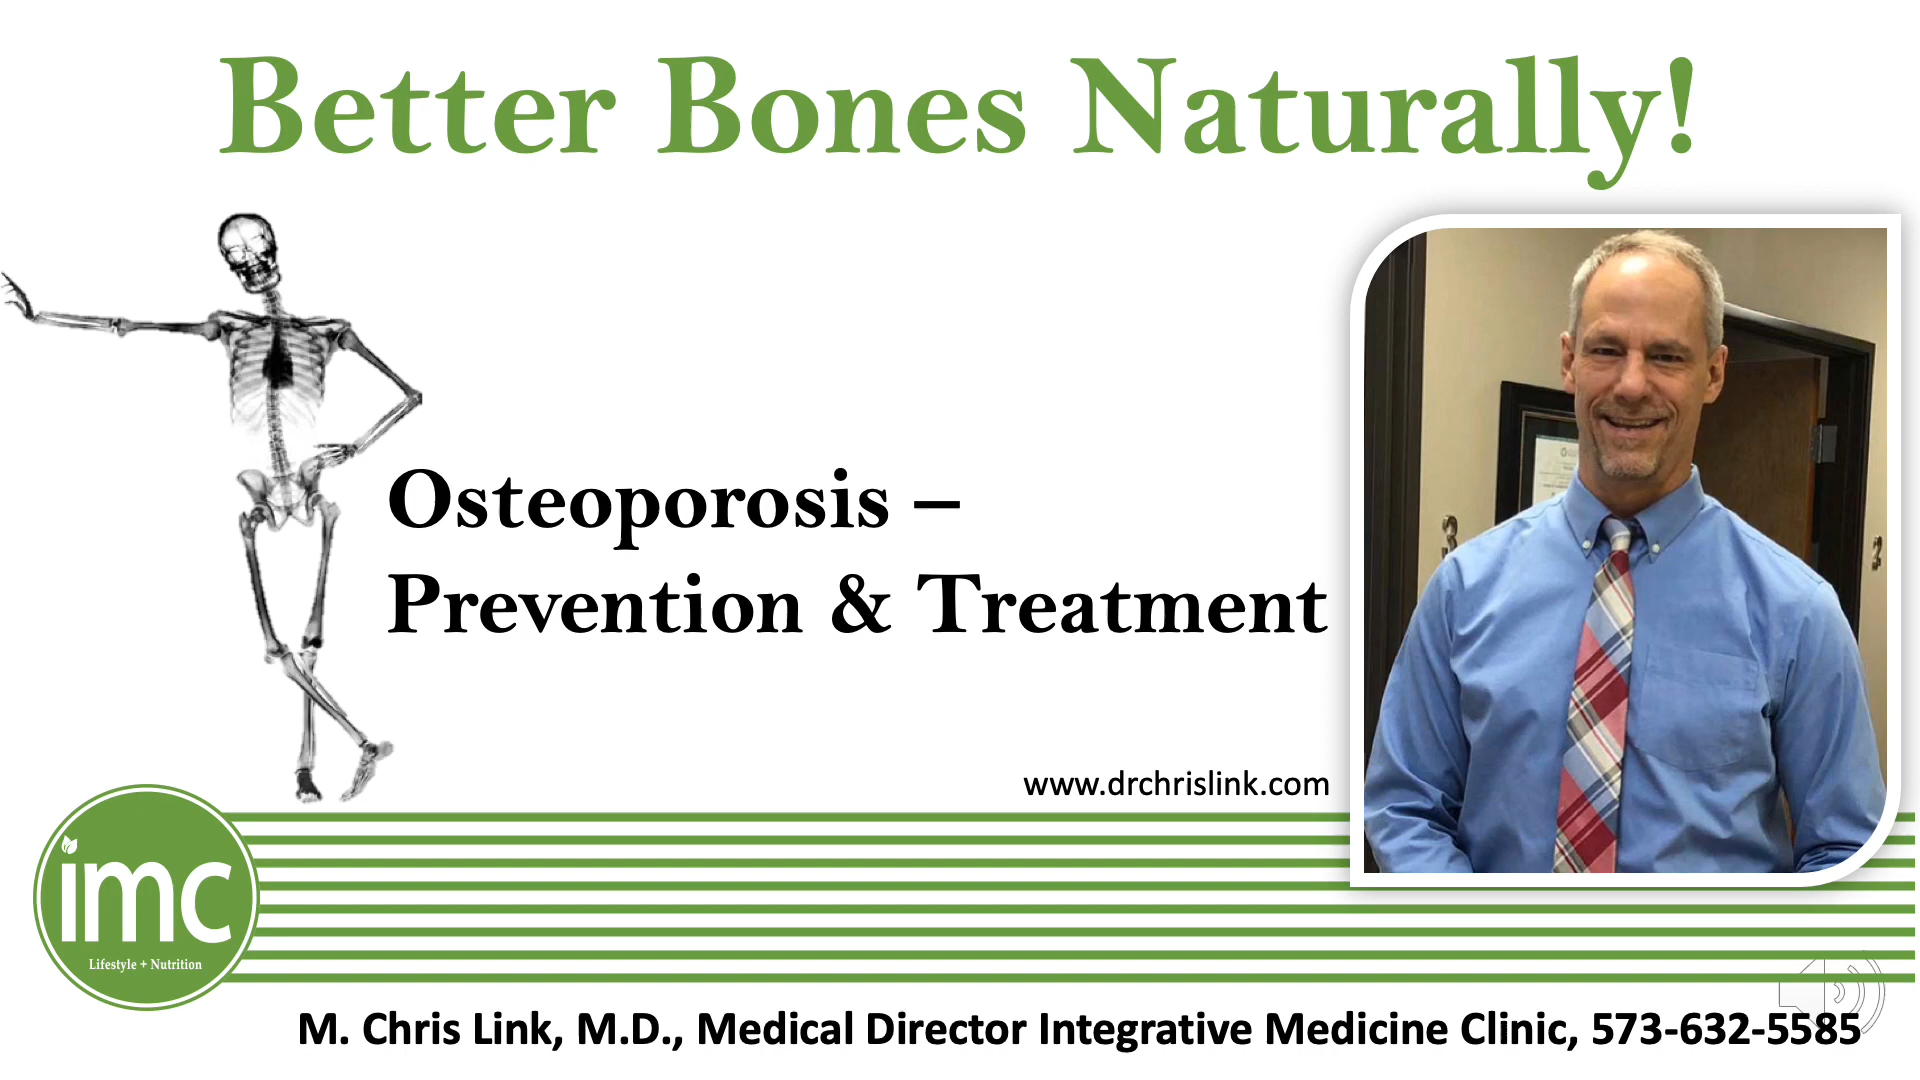 Better Bones Naturally!
Osteoporosis –
Prevention & Treatment
www.drchrislink.com
imc
Lifestyle + Nutrition
M. Chris Link, M.D., Medical Director Integrative Medicine Clinic, 573-632-5585